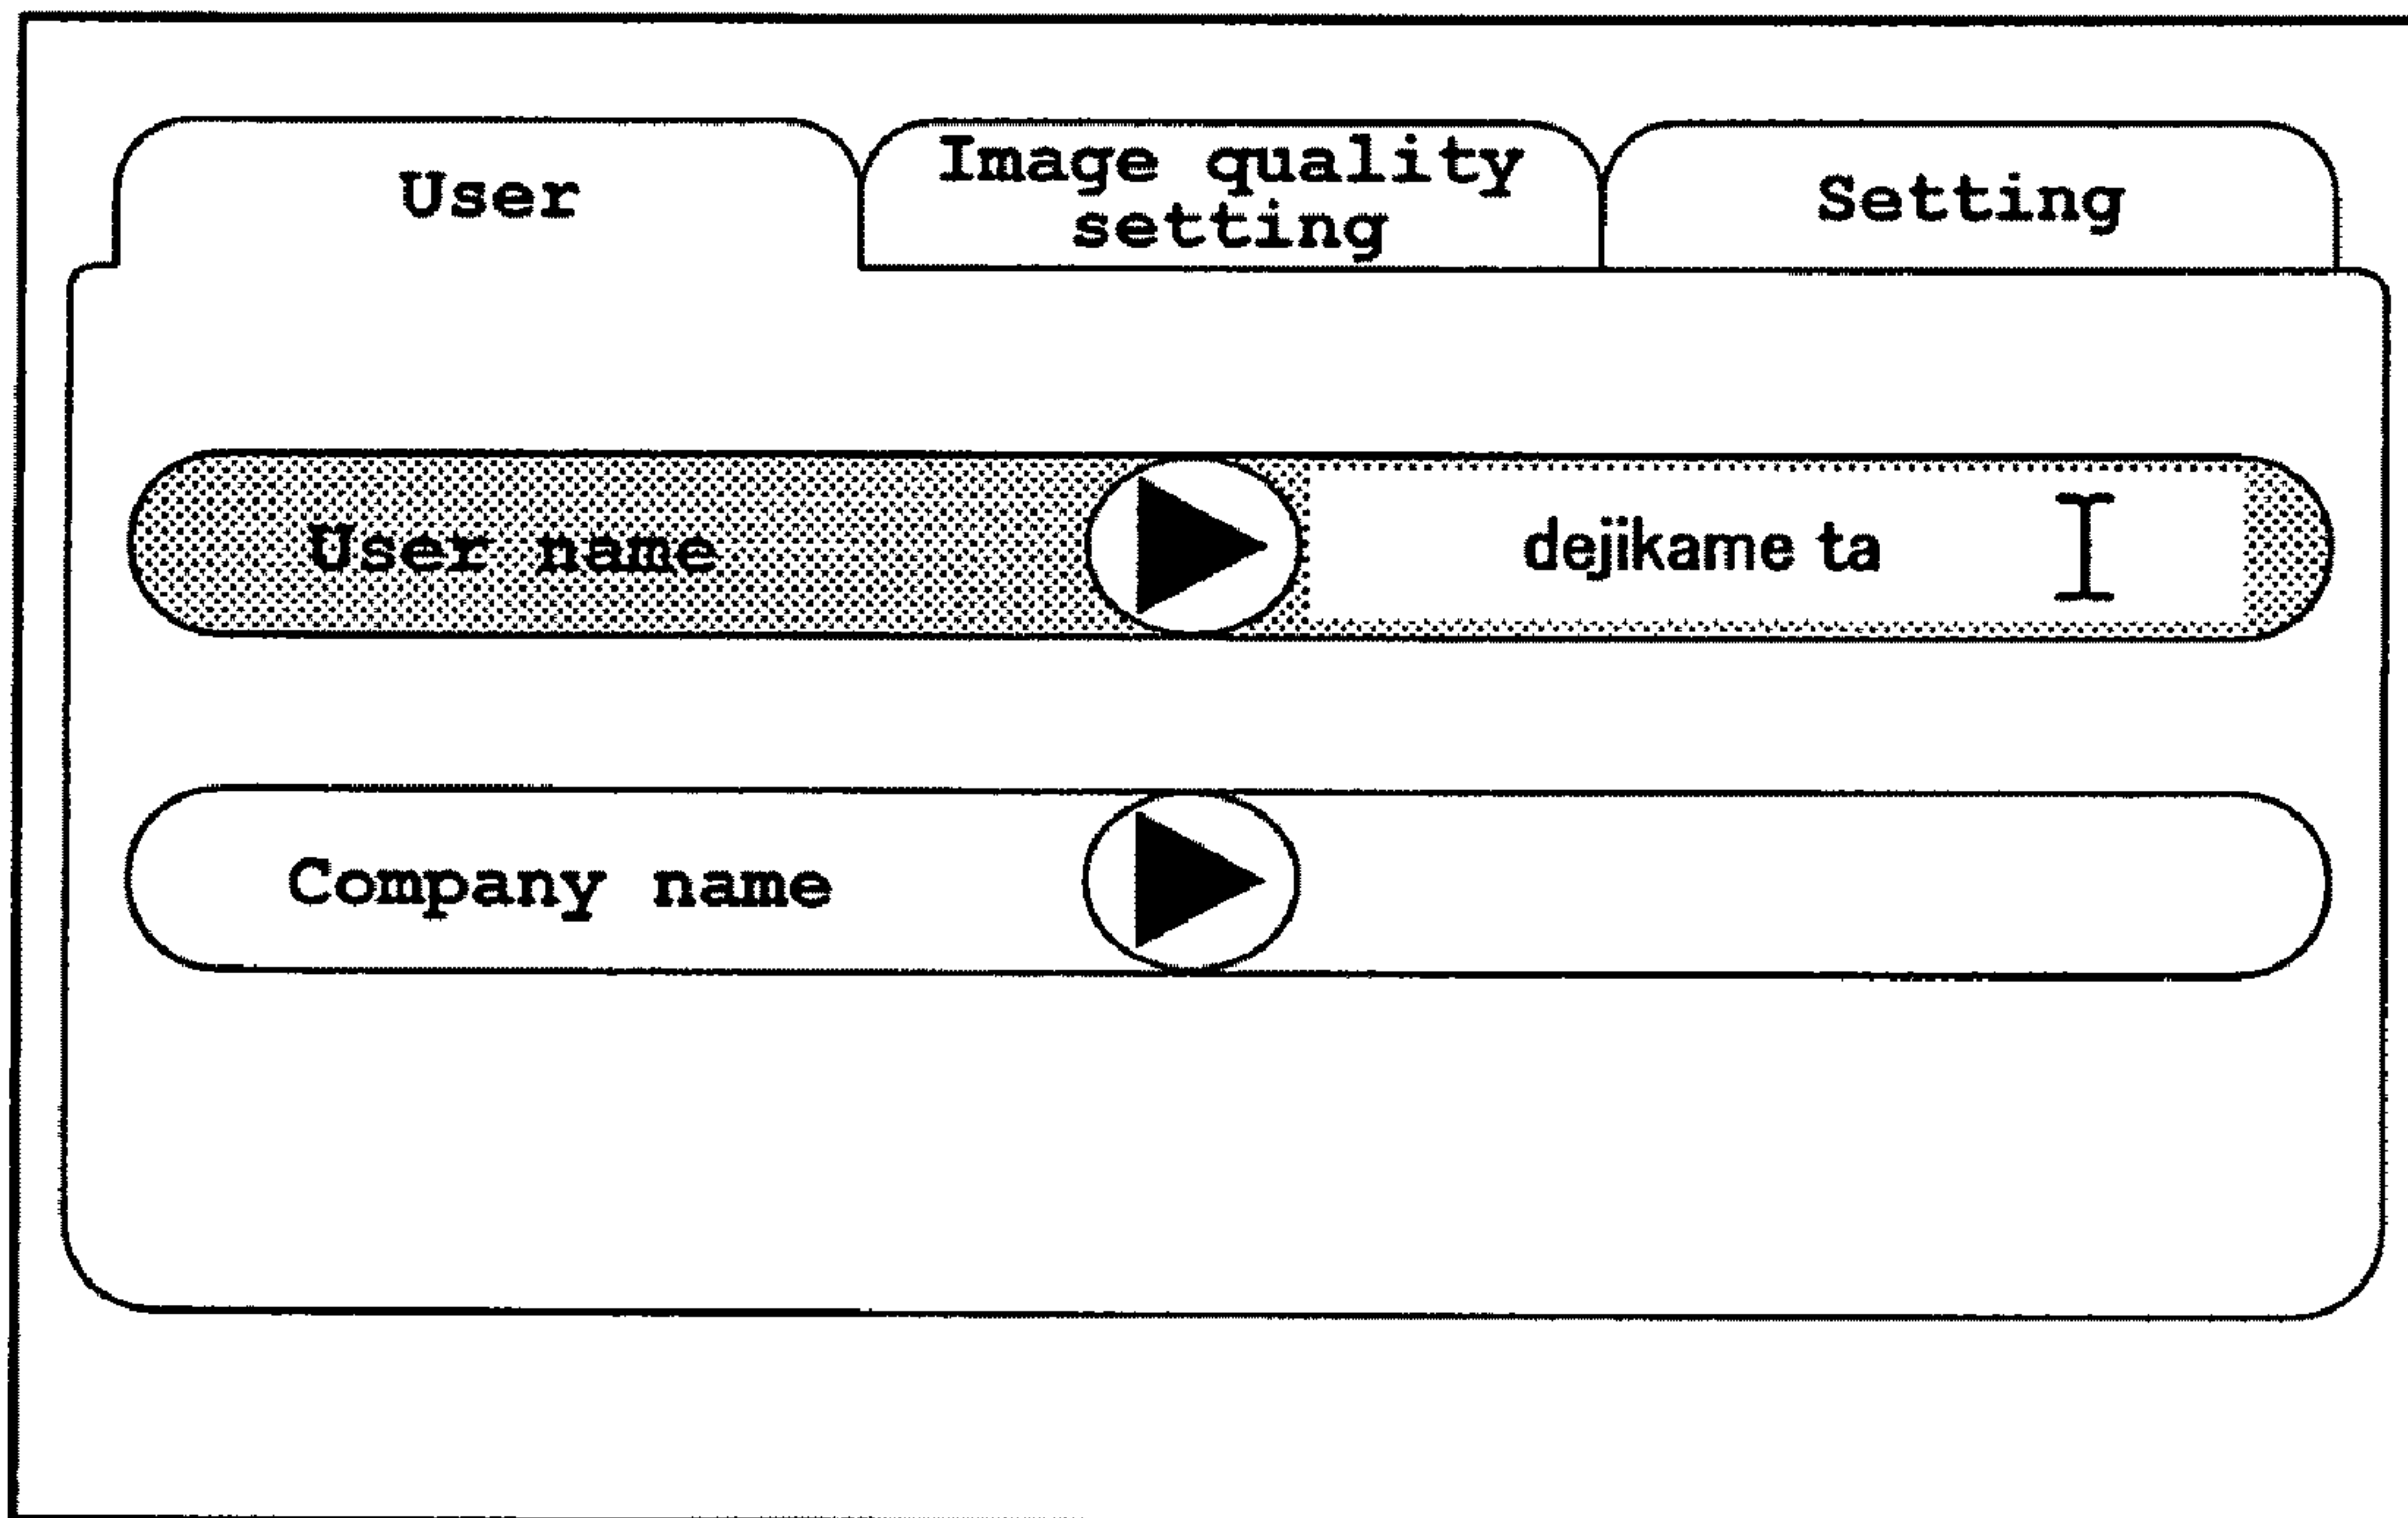 User
Image quality
setting
Setting
User name
dejikame ta
Company name